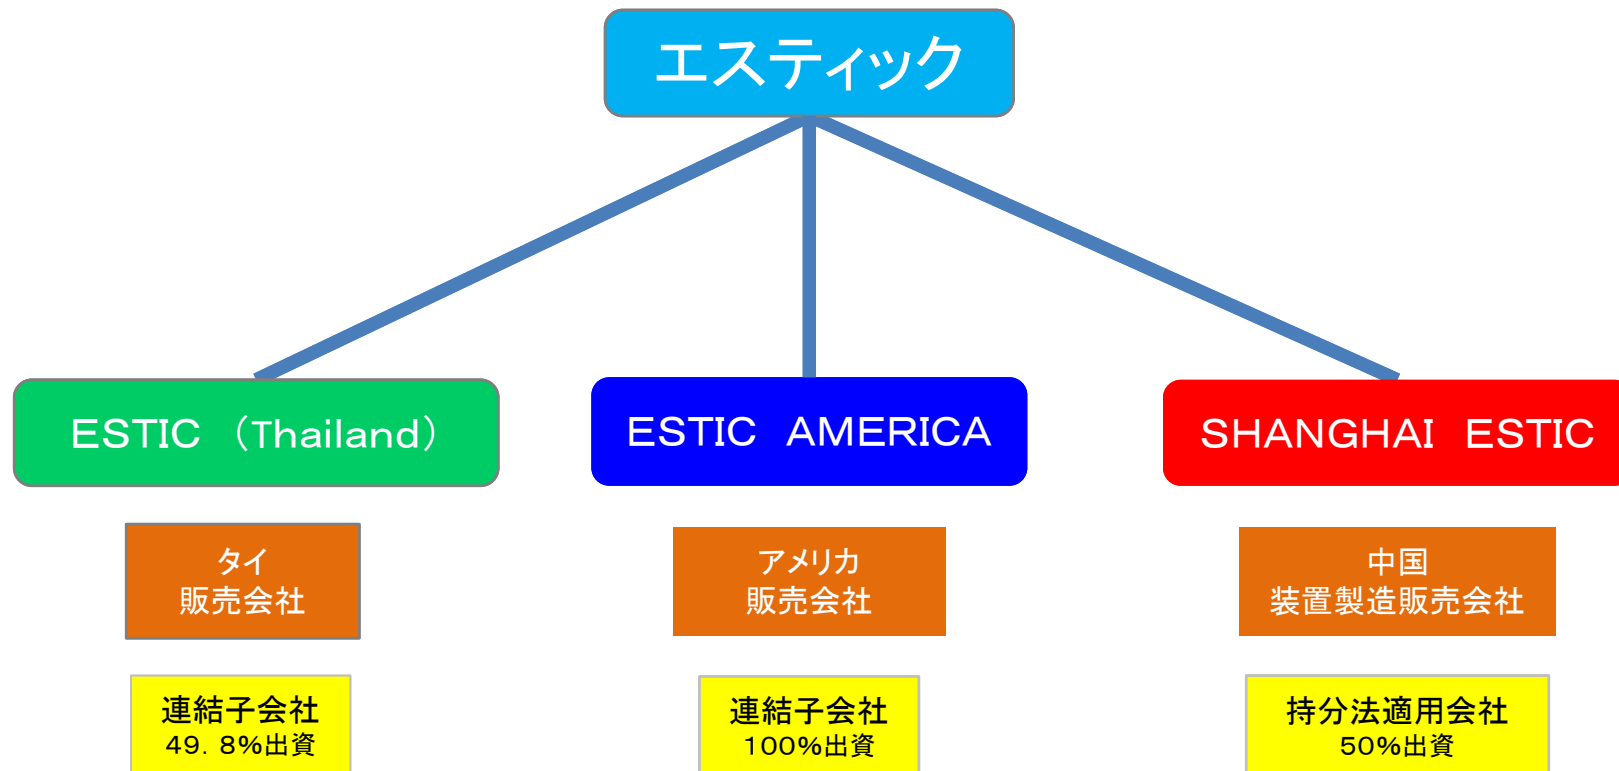 エスティック
ESTIC （Thailand）
ESTIC　AMERICA
SHANGHAI　ESTIC
タイ
販売会社
アメリカ
販売会社
中国
装置製造販売会社
連結子会社
49．8%出資
連結子会社
100%出資
持分法適用会社
50%出資